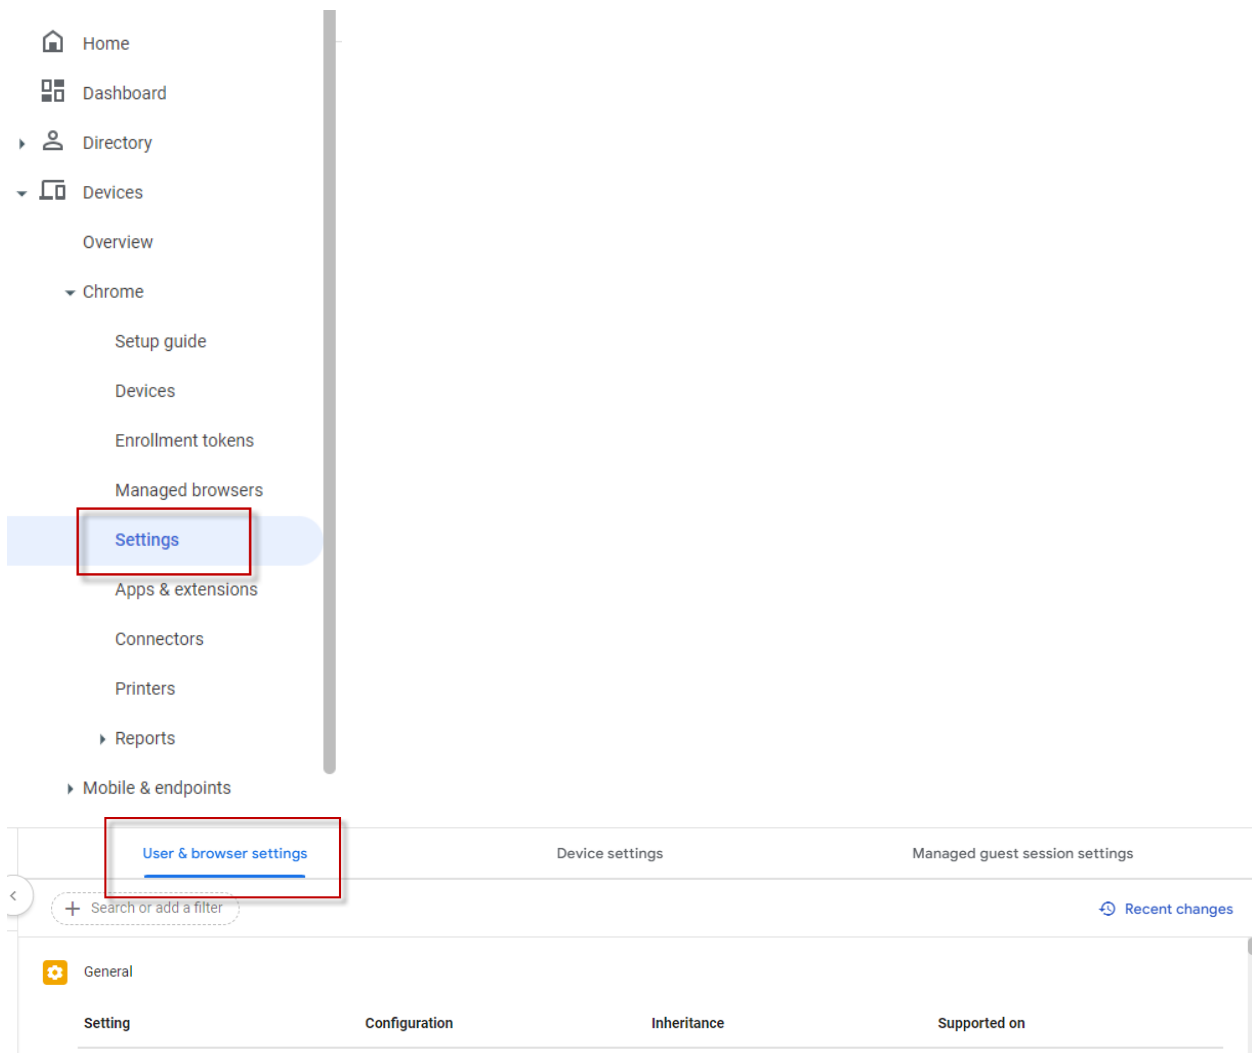 Home
Dashboard
Directory
Devices
Overview
Chrome
Setup guide
Devices
Enrollment tokens
Managed browsers
Settings
Apps & extensions
Connectors
Printers
Reports
Mobile & endpoints
User & browser settings Device settings Managed guest session settings
Search or add a filter Recent changes
General
Setting Configuration Inheritance Supported on